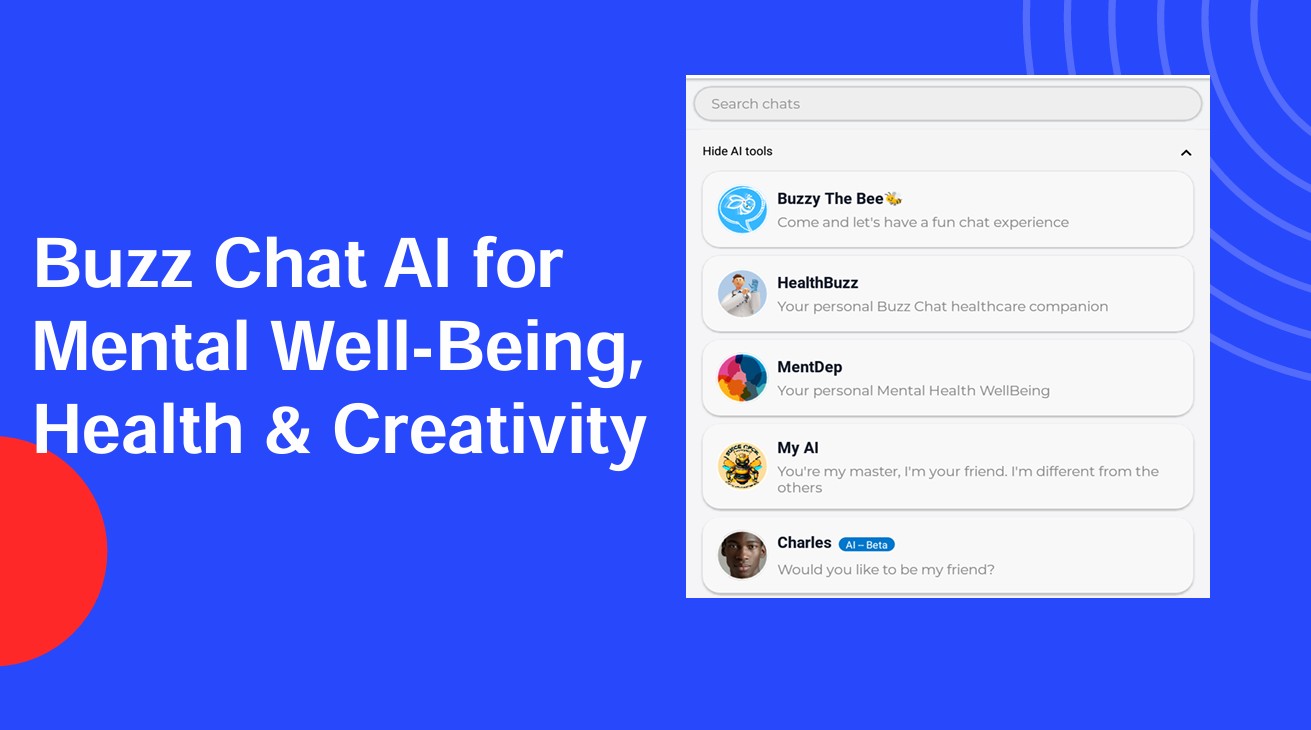 Buzz Chat AI for
Mental Well-Being,
Health & Creativity
Search chats
Hide AI tools
Buzzy The Bee🐝
Come and let's have a fun chat experience
HealthBuzz
Your personal Buzz Chat healthcare companion
MentDep
Your personal Mental Health WellBeing
My AI
You're my master, I'm your friend. I'm different from the
others
Charles AI – Beta
Would you like to be my friend?